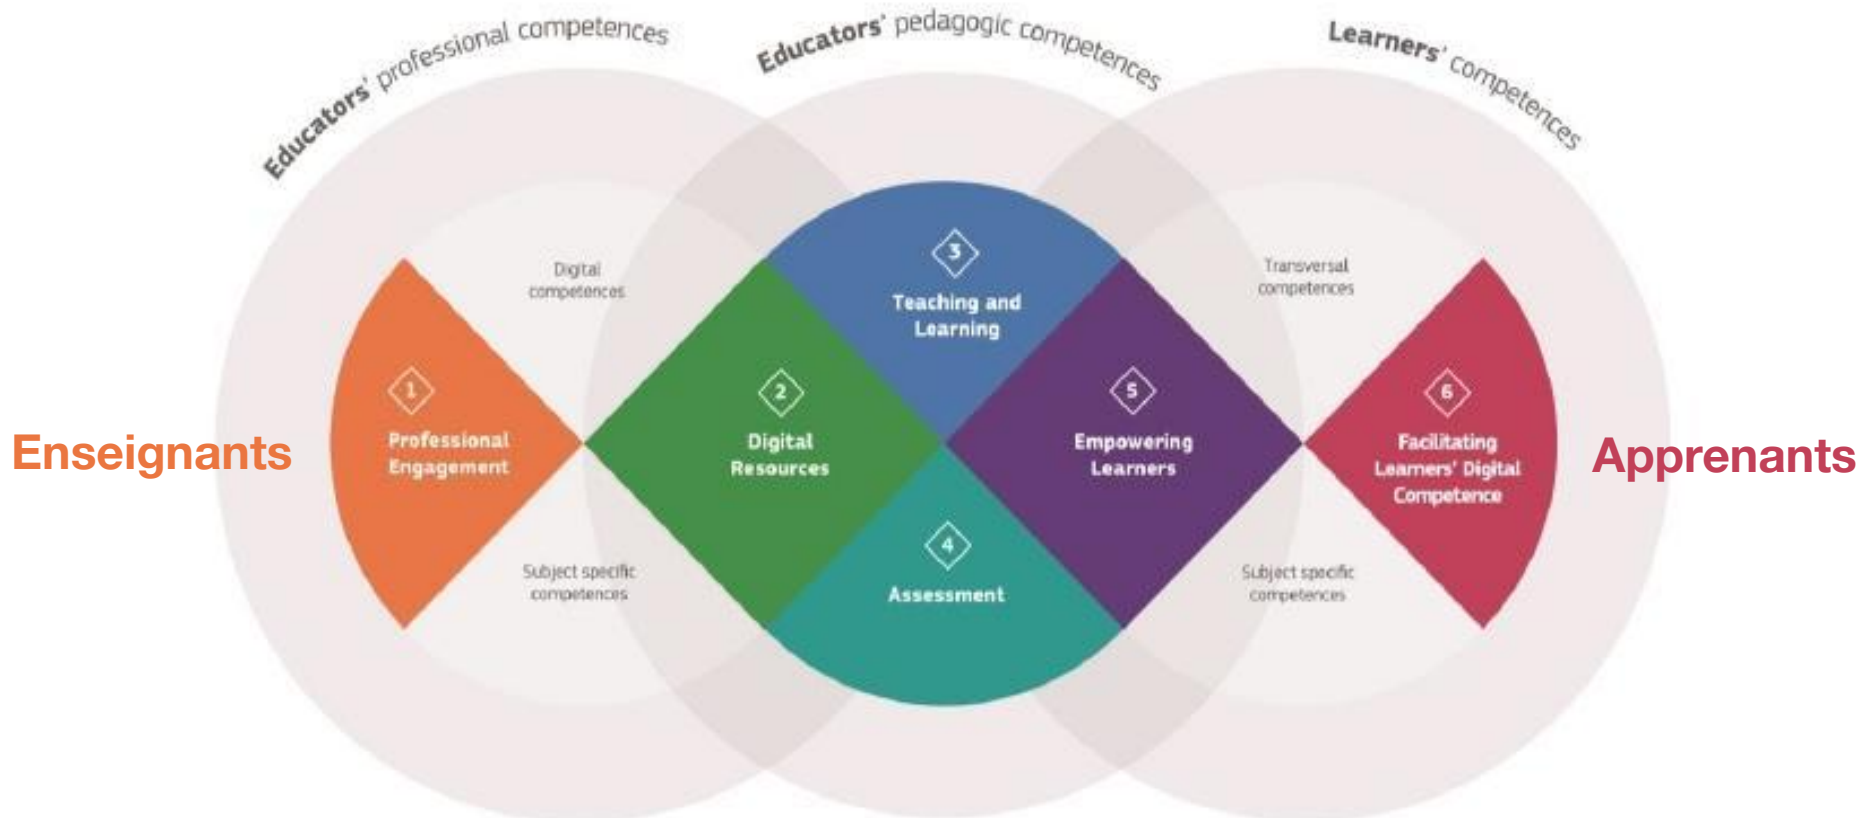 Educators' professional competences
Educators' pedagogic competences
Learners' competences
Digital
competences
Transversal
competences
3
Teaching and
Learning
1
Professional
Engagement
2
Digital
Resources
5
Empowering
Learners
6
Facilitating
Learners' Digital
Competence
Enseignants
Apprenants
4
Assessment
Subject specific
competences
Subject specific
competences